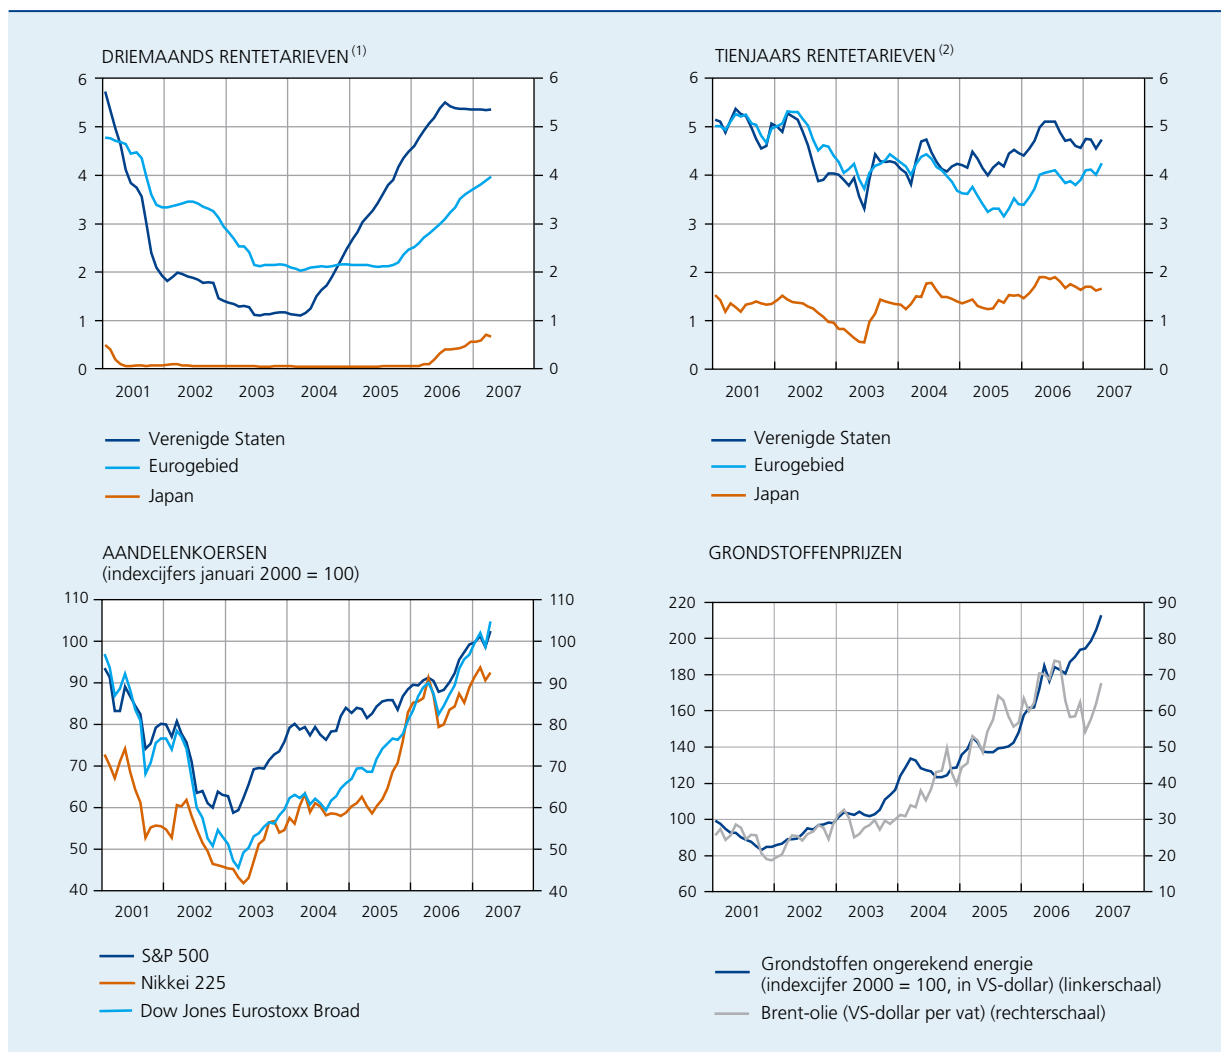 DRIEMAANDS RENTETARIEVEN (1)
6 6
5 5
4 4
3 3
2 2
1 1
0 0
2001 2002 2003 2004 2005 2006 2007
Verenigde Staten
Eurogebied
Japan
TIENJAARS RENTETARIEVEN (2)
6 6
5 5
4 4
3 3
2 2
1 1
0 0
2001 2002 2003 2004 2005 2006 2007
Verenigde Staten
Eurogebied
Japan
AANDELENKOERSEN
(indexcijfers januari 2000 = 100)
110 110
100 100
90 90
80 80
70 70
60 60
50 50
40 40
2001 2002 2003 2004 2005 2006 2007
S&P 500
Nikkei 225
Dow Jones Eurostoxx Broad
GRONDSTOFFENPRIJZEN
220 90
200 80
180 70
160 60
140 50
120 40
100 30
80 20
60 10
2001 2002 2003 2004 2005 2006 2007
Grondstoffen ongerekend energie
(indexcijfer 2000 = 100, in VS-dollar) (linkerschaal)
Brent-olie (VS-dollar per vat) (rechterschaal)